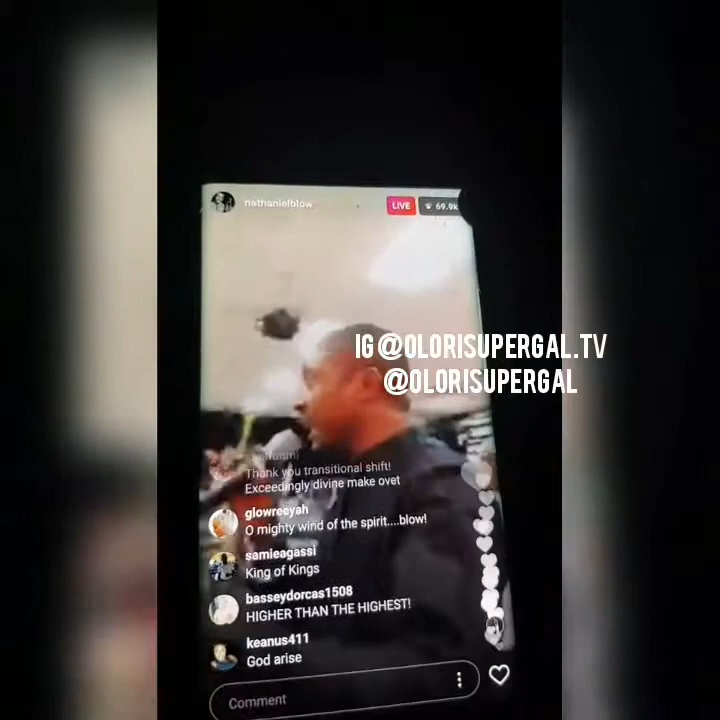 nathanielblow
LIVE 69.9k
IG @OLORISUPERGAL.TV
@OLORISUPERGAL
Thank you transitional shift!
Exceedingly divine make ovet
glowreeyah
O mighty wind of the spirit....blow!
samieagassi
King of Kings
basseydorcas1508
HIGHER THAN THE HIGHEST!
keanus411
God arise
Comment